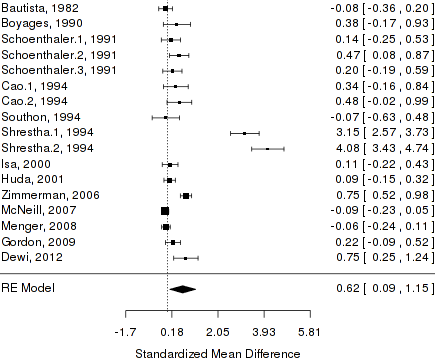 Bautista, 1982 -0.08 [ -0.36 , 0.20 ]
Boyages, 1990 0.38 [ -0.17 , 0.93 ]
Schoenthaler.1, 1991 0.14 [ -0.25 , 0.53 ]
Schoenthaler.2, 1991 0.47 [ 0.08 , 0.87 ]
Schoenthaler.3, 1991 0.20 [ -0.19 , 0.59 ]
Cao.1, 1994 0.34 [ -0.16 , 0.84 ]
Cao.2, 1994 0.48 [ -0.02 , 0.99 ]
Southon, 1994 -0.07 [ -0.63 , 0.48 ]
Shrestha.1, 1994 3.15 [ 2.57 , 3.73 ]
Shrestha.2, 1994 4.08 [ 3.43 , 4.74 ]
Isa, 2000 0.11 [ -0.22 , 0.43 ]
Huda, 2001 0.09 [ -0.15 , 0.32 ]
Zimmerman, 2006 0.75 [ 0.52 , 0.98 ]
McNeill, 2007 -0.09 [ -0.23 , 0.05 ]
Menger, 2008 -0.06 [ -0.24 , 0.11 ]
Gordon, 2009 0.22 [ -0.09 , 0.52 ]
Dewi, 2012 0.75 [ 0.25 , 1.24 ]
RE Model 0.62 [ 0.09 , 1.15 ]
-1.7 0.18 2.05 3.93 5.81
Standardized Mean Difference